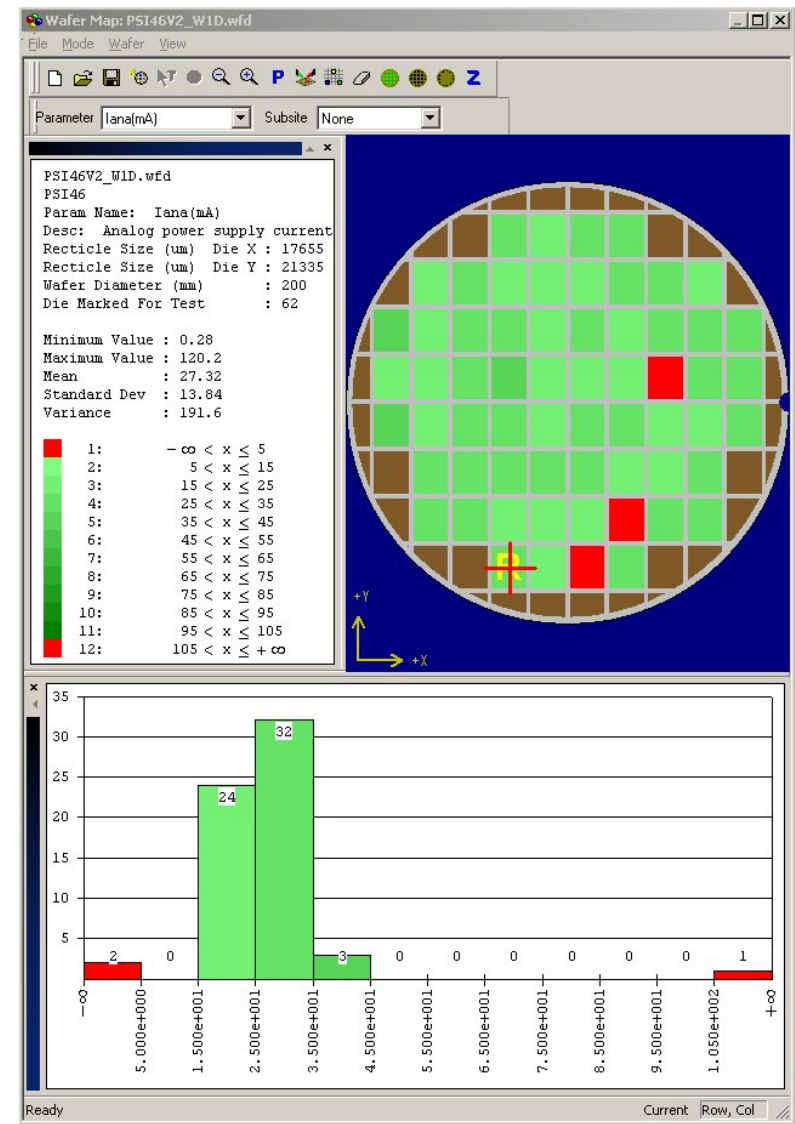 Wafer Map: PSI46V2_W1D.wfd
File Mode Wafer View
P Z
Parameter Iana(mA) Subsite None
PSI46V2_W1D.wfd
PSI46
Param Name: Iana(mA)
Desc: Analog power supply current
Recticle Size (um) Die X : 17655
Recticle Size (um) Die Y : 21335
Wafer Diameter (mm) : 200
Die Marked For Test : 62
Minimum Value : 0.28
Maximum Value : 120.2
Mean : 27.32
Standard Dev : 13.84
Variance : 191.6
1: -∞ < x ≤ 5
2: 5 < x ≤ 15
3: 15 < x ≤ 25
4: 25 < x ≤ 35
5: 35 < x ≤ 45
6: 45 < x ≤ 55
7: 55 < x ≤ 65
8: 65 < x ≤ 75
9: 75 < x ≤ 85
10: 85 < x ≤ 95
11: 95 < x ≤ 105
12: 105 < x ≤ +∞
R
+Y
+X
35
30
25
20
15
10
5
2 0 24 32 3 0 0 0 0 0 0 1
-∞ 5.000e+000 1.500e+001 2.500e+001 3.500e+001 4.500e+001 5.500e+001 6.500e+001 7.500e+001 8.500e+001 9.500e+001 1.050e+002 +∞
Ready Current Row, Col